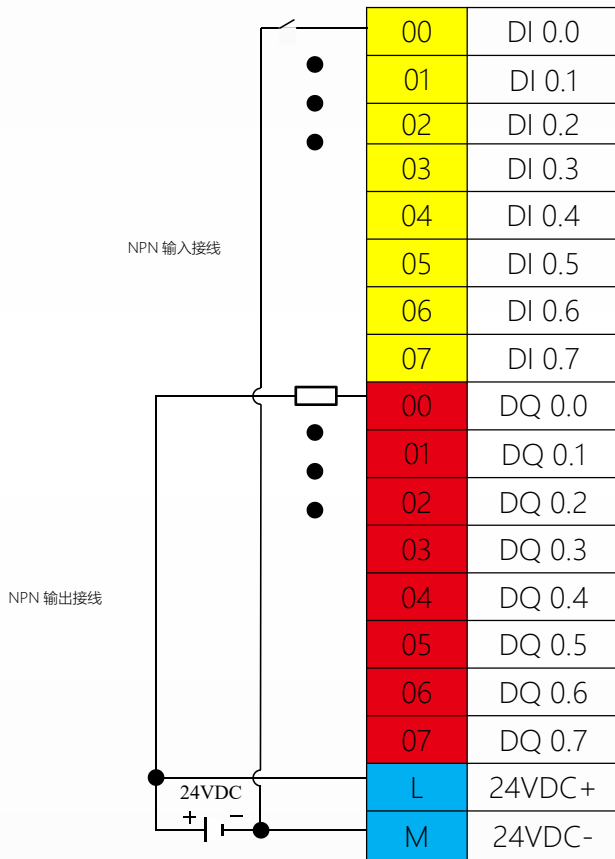 00 DI 0.0
01 DI 0.1
02 DI 0.2
03 DI 0.3
04 DI 0.4
NPN 输入接线
05 DI 0.5
06 DI 0.6
07 DI 0.7
00 DQ 0.0
01 DQ 0.1
02 DQ 0.2
03 DQ 0.3
04 DQ 0.4
NPN 输出接线
05 DQ 0.5
06 DQ 0.6
07 DQ 0.7
L 24VDC+
24VDC
+ −
M 24VDC-